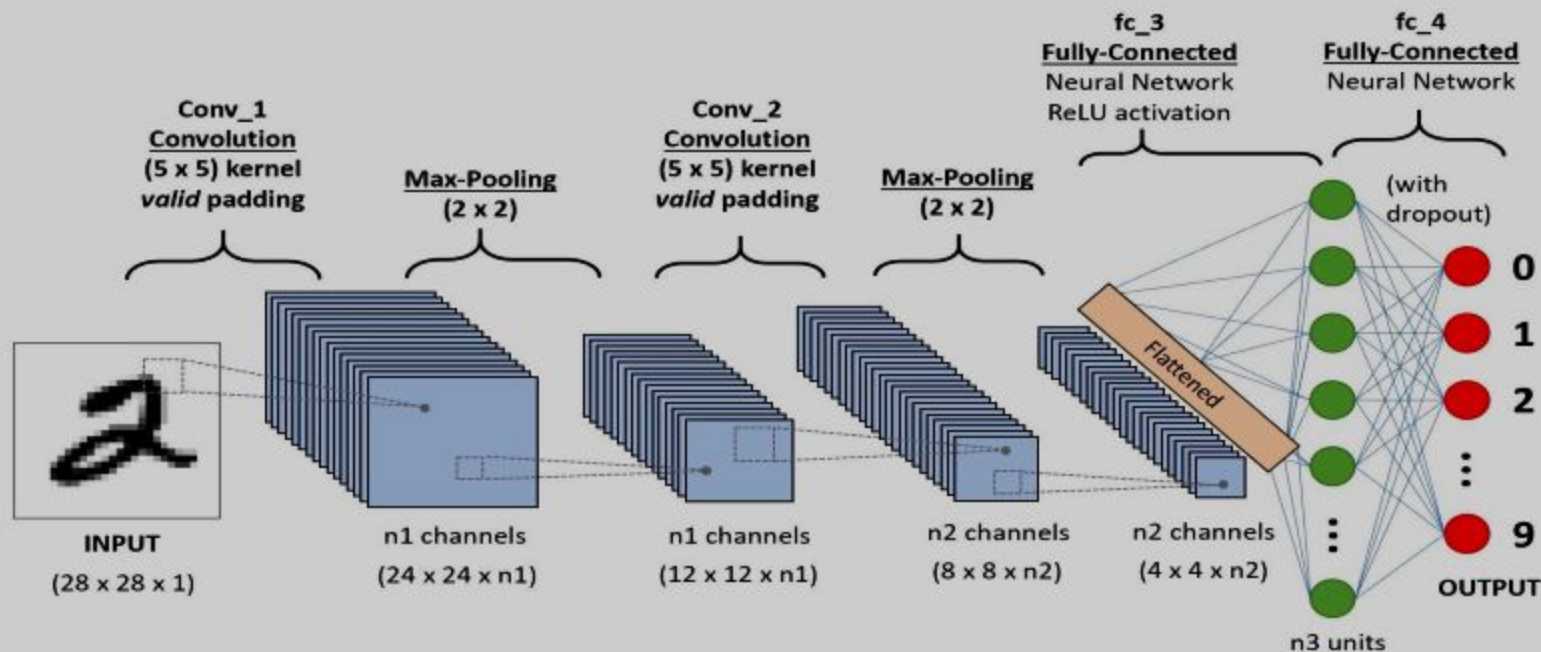 Conv_1
Convolution
(5 x 5) kernel
valid padding
Max-Pooling
(2 x 2)
Conv_2
Convolution
(5 x 5) kernel
valid padding
Max-Pooling
(2 x 2)
fc_3
Fully-Connected
Neural Network
ReLU activation
fc_4
Fully-Connected
Neural Network
(with
dropout)
INPUT
(28 x 28 x 1)
n1 channels
(24 x 24 x n1)
n1 channels
(12 x 12 x n1)
n2 channels
(8 x 8 x n2)
n2 channels
(4 x 4 x n2)
Flattened
n3 units
0
1
2
9
OUTPUT
2